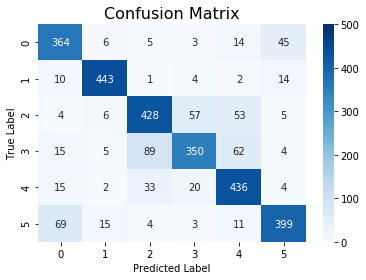 Confusion Matrix
500
0 364 6 5 3 14 45
400
1 10 443 1 4 2 14
300
2 4 6 428 57 53 5
3 15 5 89 350 62 4
200
4 15 2 33 20 436 4
100
5 69 15 4 3 11 399
0
0 1 2 3 4 5
True Label
Predicted Label